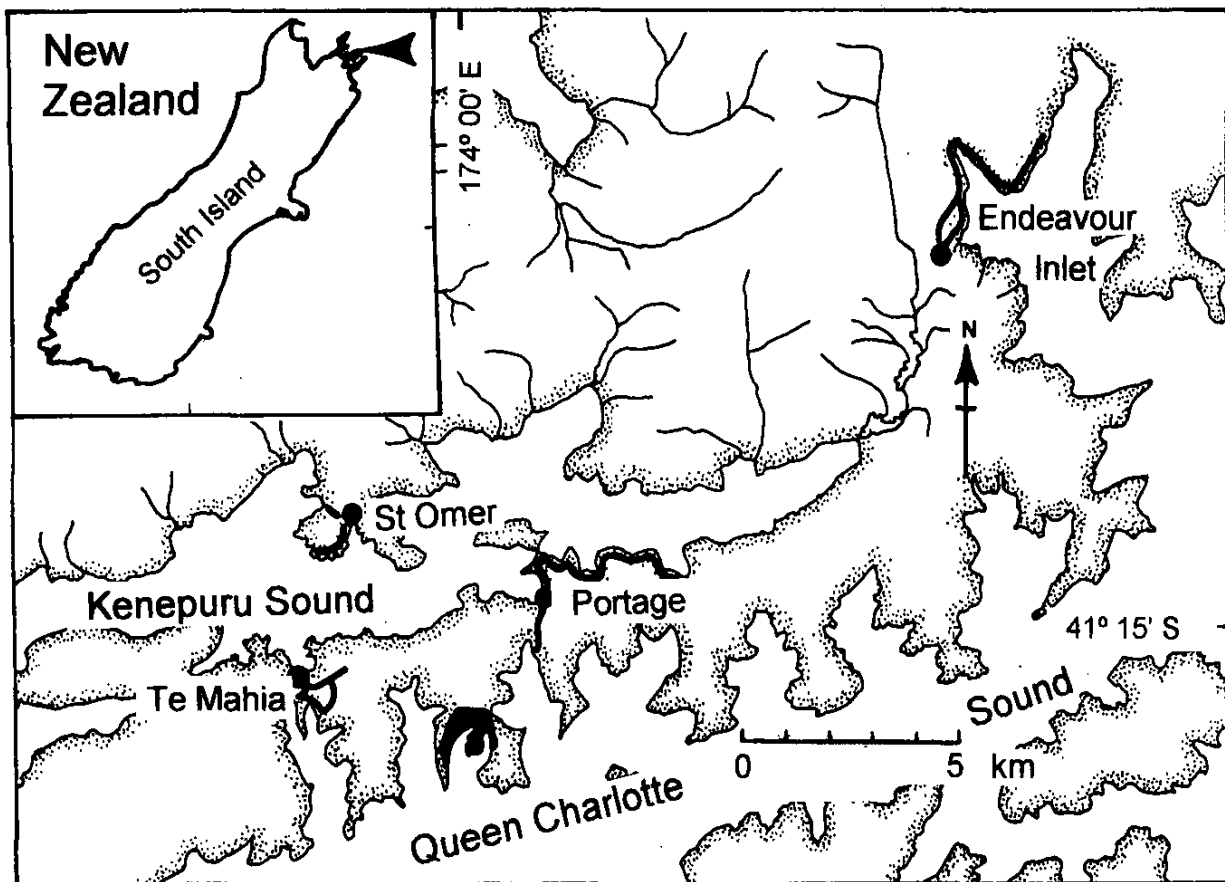 New
Zealand
South Island
174° 00' E
Endeavour
Inlet
N
St Omer
Kenepuru Sound
Portage
41° 15' S
Te Mahia
Sound
0 5 km
Queen Charlotte